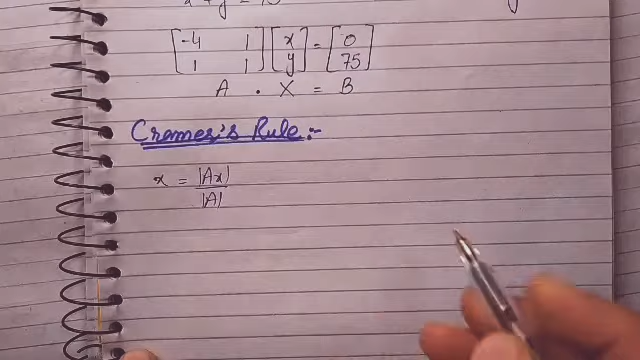 [-4 1] [x] = [0]
[1 1] [y] [75]
A . X = B
Cramer's Rule:-
x = |Ax|
|A|